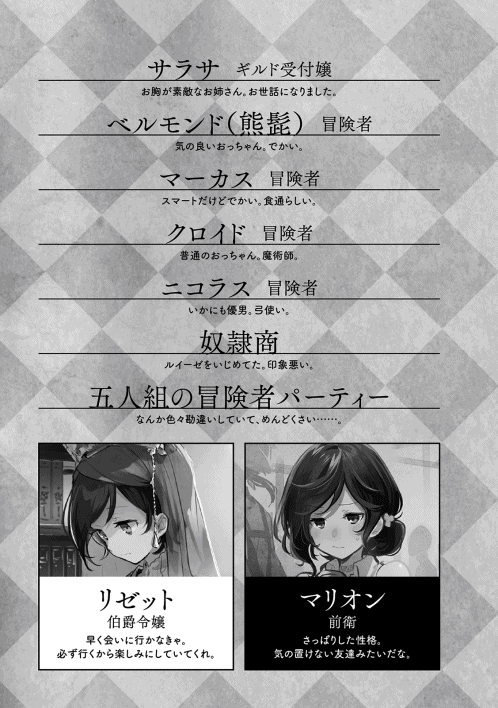 サラサ ギルド受付嬢
お胸が素敵なお姉さん。お世話になりました。
ベルモンド(熊髭) 冒険者
気の良いおっちゃん。でかい。
マーカス 冒険者
スマートだけどでかい。食通らしい。
クロイド 冒険者
普通のおっちゃん。魔術師。
ニコラス 冒険者
いかにも優男。弓使い。
奴隷商
ルイーゼをいじめてた。印象悪い。
五人組の冒険者パーティー
なんか色々勘違いしていて、めんどくさい……。
リゼット
伯爵令嬢
早く会いに行かなきゃ。
必ず行くから楽しみにしていてくれ。
マリオン
前衛
さっぱりした性格。
気の置けない友達みたいだな。